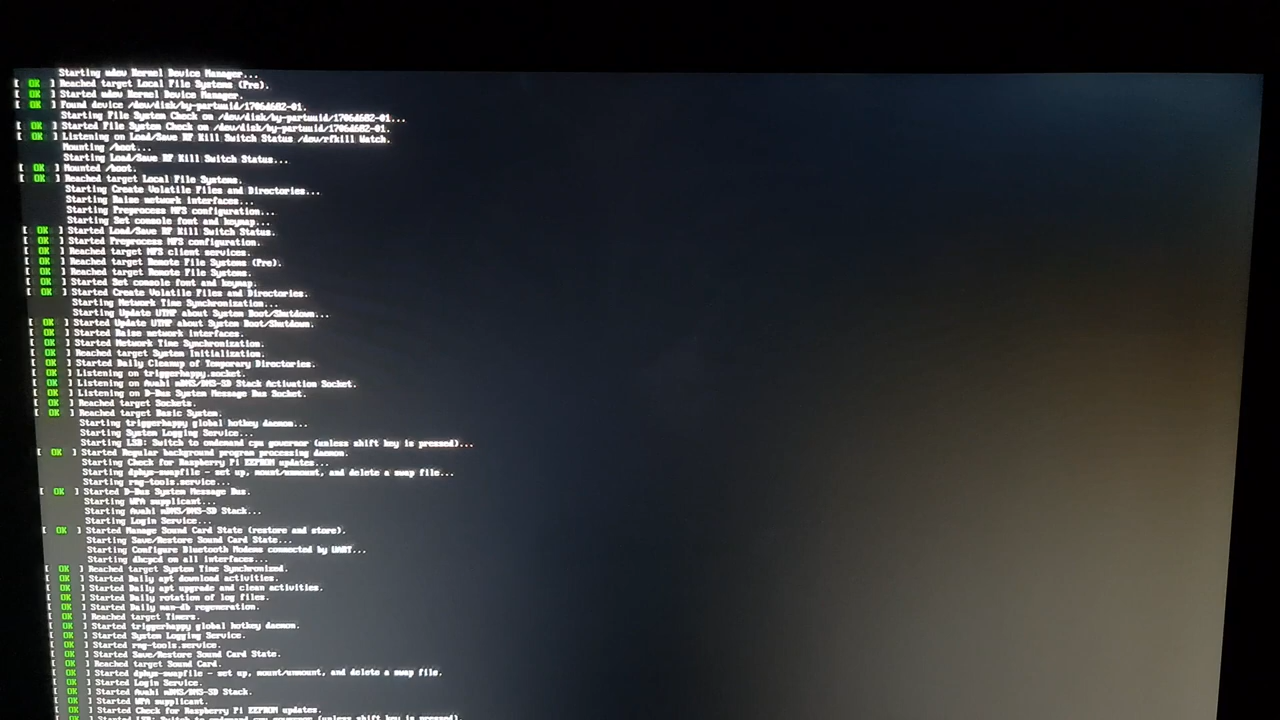 Starting udev Kernel Device Manager...
[ OK ] Reached target Local File Systems (Pre).
[ OK ] Started udev Kernel Device Manager.
[ OK ] Found device /dev/disk/by-partuuid/1706d682-01.
Starting File System Check on /dev/disk/by-partuuid/1706d682-01...
[ OK ] Started File System Check on /dev/disk/by-partuuid/1706d682-01.
[ OK ] Listening on Load/Save RF Kill Switch Status /dev/rfkill Watch.
Mounting /boot...
Starting Load/Save RF Kill Switch Status...
[ OK ] Mounted /boot.
[ OK ] Reached target Local File Systems.
Starting Create Volatile Files and Directories...
Starting Raise network interfaces...
Starting Preprocess NFS configuration...
Starting Set console font and keymap...
[ OK ] Started Load/Save RF Kill Switch Status.
[ OK ] Started Preprocess NFS configuration.
[ OK ] Reached target NFS client services.
[ OK ] Reached target Remote File Systems (Pre).
[ OK ] Reached target Remote File Systems.
[ OK ] Started Set console font and keymap.
[ OK ] Started Create Volatile Files and Directories.
Starting Network Time Synchronization...
Starting Update UTMP about System Boot/Shutdown...
[ OK ] Started Update UTMP about System Boot/Shutdown.
[ OK ] Started Raise network interfaces.
[ OK ] Started Network Time Synchronization.
[ OK ] Reached target System Initialization.
[ OK ] Started Daily Cleanup of Temporary Directories.
[ OK ] Listening on triggerhappy.socket.
[ OK ] Listening on Avahi mDNS/DNS-SD Stack Activation Socket.
[ OK ] Listening on D-Bus System Message Bus Socket.
[ OK ] Reached target Sockets.
[ OK ] Reached target Basic System.
Starting triggerhappy global hotkey daemon...
Starting System Logging Service...
Starting LSB: Switch to ondemand cpu governor (unless shift key is pressed)...
[ OK ] Started Regular background program processing daemon.
Starting Check for Raspberry Pi EEPROM updates...
Starting dphys-swapfile - set up, mount/unmount, and delete a swap file...
Starting rng-tools.service...
[ OK ] Started D-Bus System Message Bus.
Starting WPA supplicant...
Starting Avahi mDNS/DNS-SD Stack...
Starting Login Service...
[ OK ] Started Manage Sound Card State (restore and store).
Starting Save/Restore Sound Card State...
Starting Configure Bluetooth Modems connected by UART...
Starting dhcpcd on all interfaces...
[ OK ] Reached target System Time Synchronized.
[ OK ] Started Daily apt download activities.
[ OK ] Started Daily apt upgrade and clean activities.
[ OK ] Started Daily rotation of log files.
[ OK ] Started Daily man-db regeneration.
[ OK ] Reached target Timers.
[ OK ] Started triggerhappy global hotkey daemon.
[ OK ] Started System Logging Service.
[ OK ] Started rng-tools.service.
[ OK ] Started Save/Restore Sound Card State.
[ OK ] Reached target Sound Card.
[ OK ] Started dphys-swapfile - set up, mount/unmount, and delete a swap file.
[ OK ] Started Login Service.
[ OK ] Started Avahi mDNS/DNS-SD Stack.
[ OK ] Started WPA supplicant.
[ OK ] Started Check for Raspberry Pi EEPROM updates.
[ OK ] Started LSB: Switch to ondemand cpu governor (unless shift key is pressed).